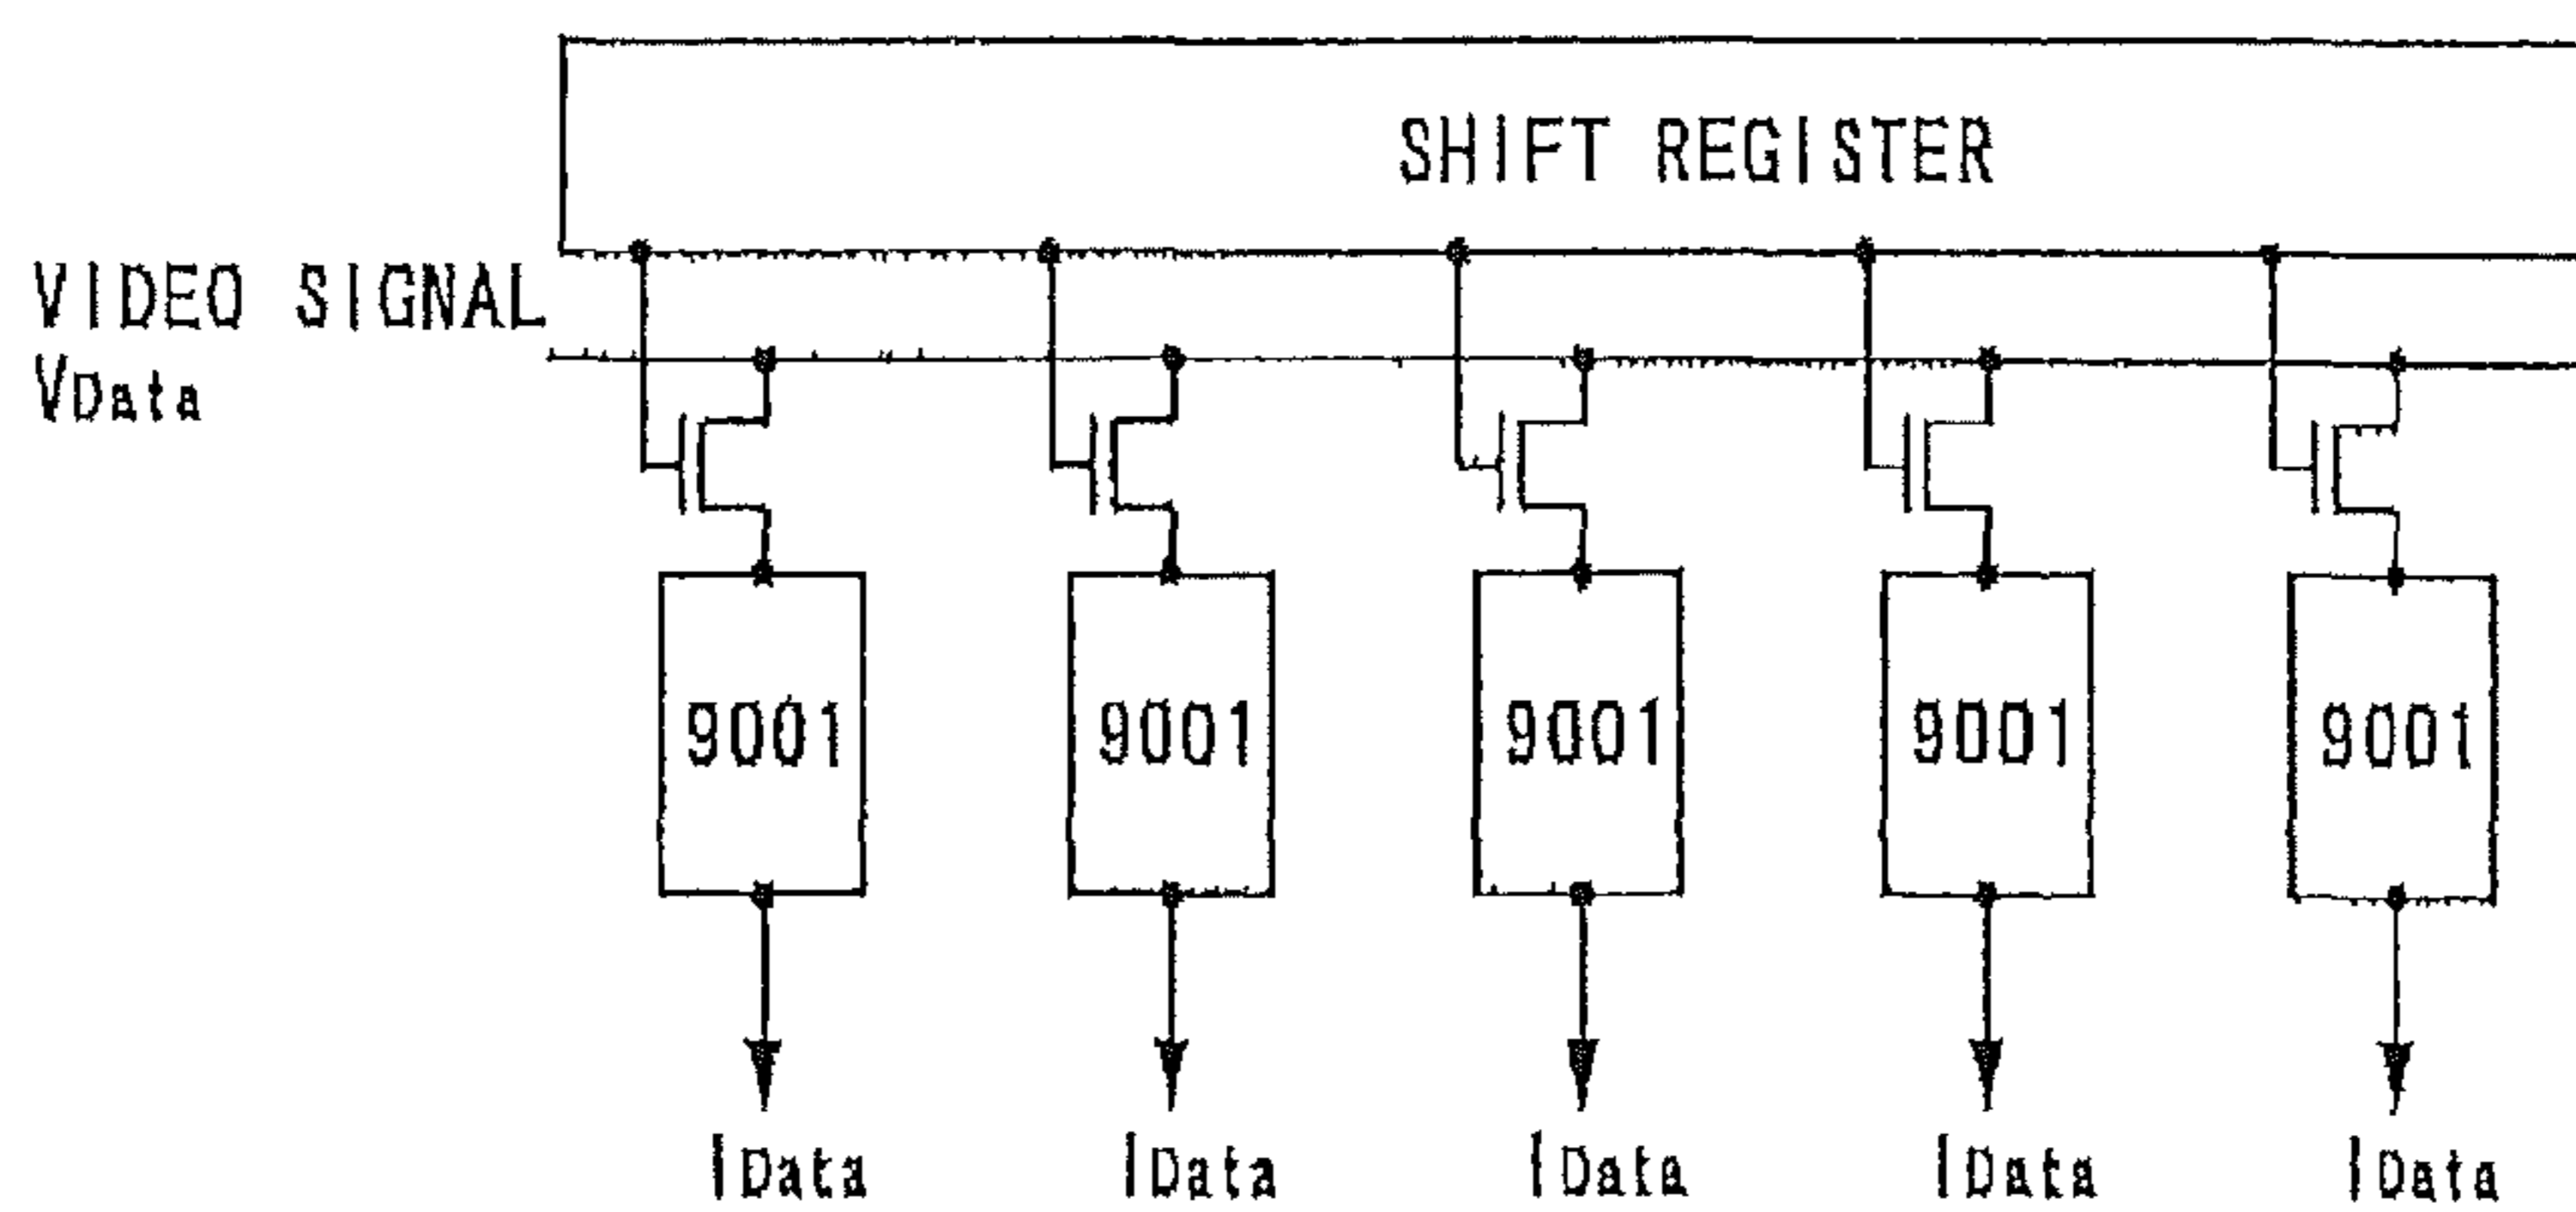 SHIFT REGISTER
VIDEO SIGNAL
VData
9001 9001 9001 9001 9001
IData IData IData IData IData